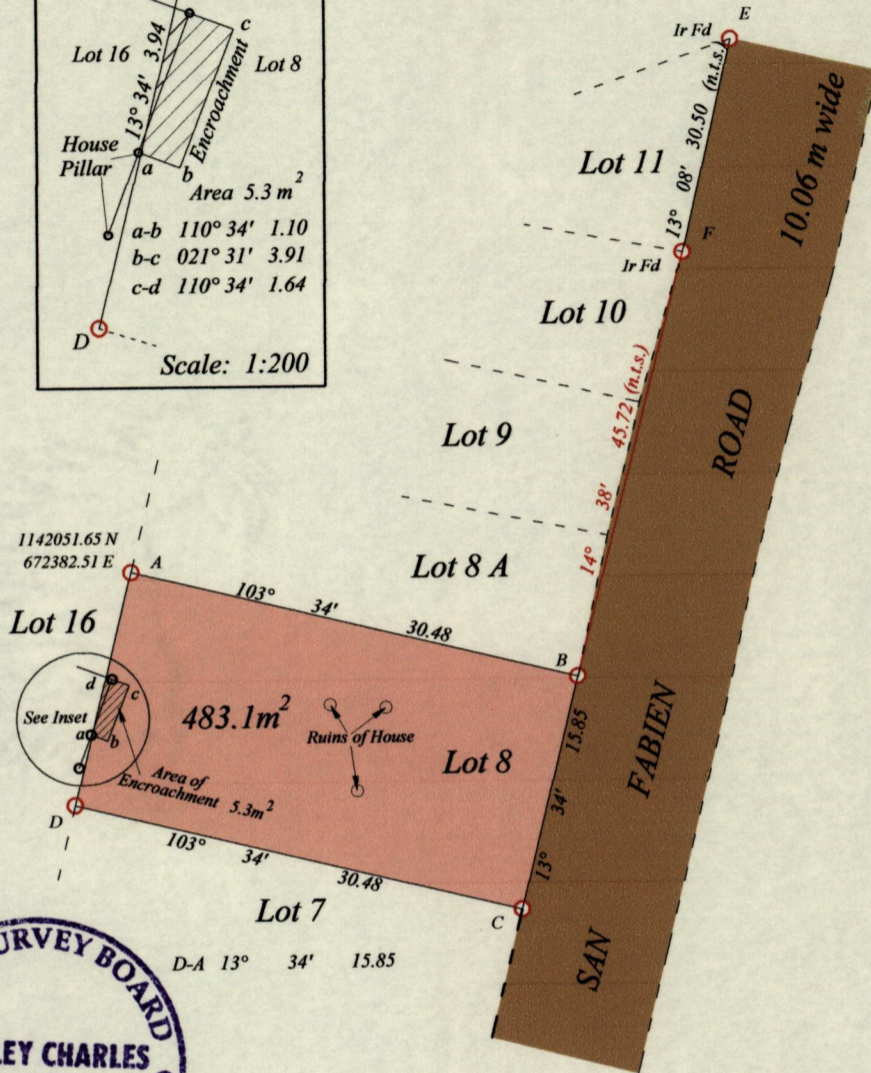 Lot 16
13° 34' 3.94
c
Lot 8
Encroachment
House
Pillar
a
b
Area 5.3 m²
a-b 110° 34' 1.10
b-c 021° 31' 3.91
c-d 110° 34' 1.64
D
Scale: 1:200
E
Ir Fd
13° 08' 30.50 (n.t.s.)
Lot 11
10.06 m wide
F
Ir Fd
Lot 10
14° 38' 45.72 (n.t.s.)
Lot 9
Lot 8 A
SAN FABIEN ROAD
1142051.65 N
672382.51 E
A
103° 34' 30.48
B
Lot 16
d
c
See Inset
a
b
483.1m²
Ruins of House
Lot 8
Area of
Encroachment 5.3m²
13° 34' 15.85
D
103° 34' 30.48
C
Lot 7
D-A 13° 34' 15.85
URVEY BOARD
LEY CHARLES